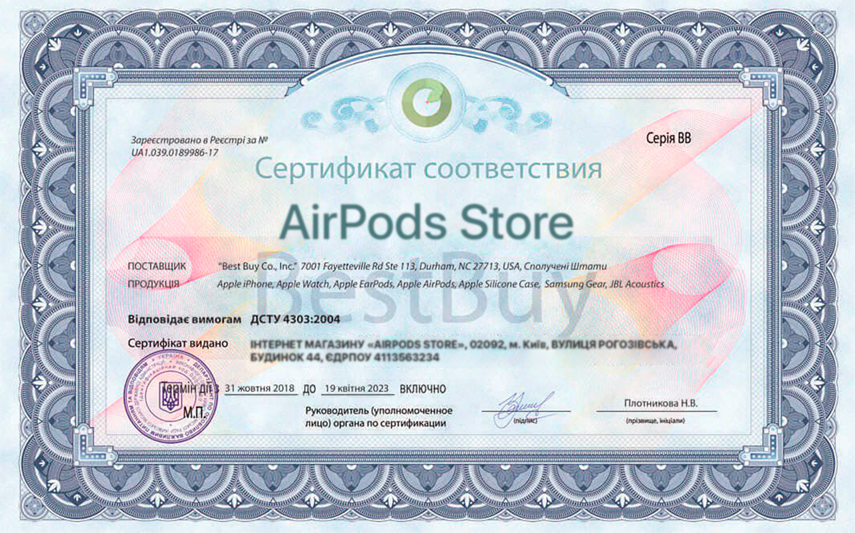 Зареєстровано в Реєстрі за №
UA1.039.0189986-17
Серія ВВ
Сертификат соответствия
AirPods Store
BestBuy
ПОСТАВЩИК "Best Buy Co., Inc." 7001 Fayetteville Rd Ste 113, Durham, NC 27713, USA, Сполучені Штати
ПРОДУКЦІЯ Apple iPhone, Apple Watch, Apple EarPods, Apple AirPods, Apple Silicone Case, Samsung Gear, JBL Acoustics
Відповідає вимогам ДСТУ 4303:2004
Сертифікат видано ІНТЕРНЕТ МАГАЗИНУ «AIRPODS STORE», 02092, м. Київ, ВУЛИЦЯ РОГОЗІВСЬКА,
БУДИНОК 44, ЄДРПОУ 4113563234
Термін дії з 31 жовтня 2018 ДО 19 квітня 2023 ВКЛЮЧНО
М.П.
Руководитель (уполномоченное
лицо) органа по сертификации
(підпис)
Плотникова Н.В.
(прізвище, ініціали)
УКРАЇНА